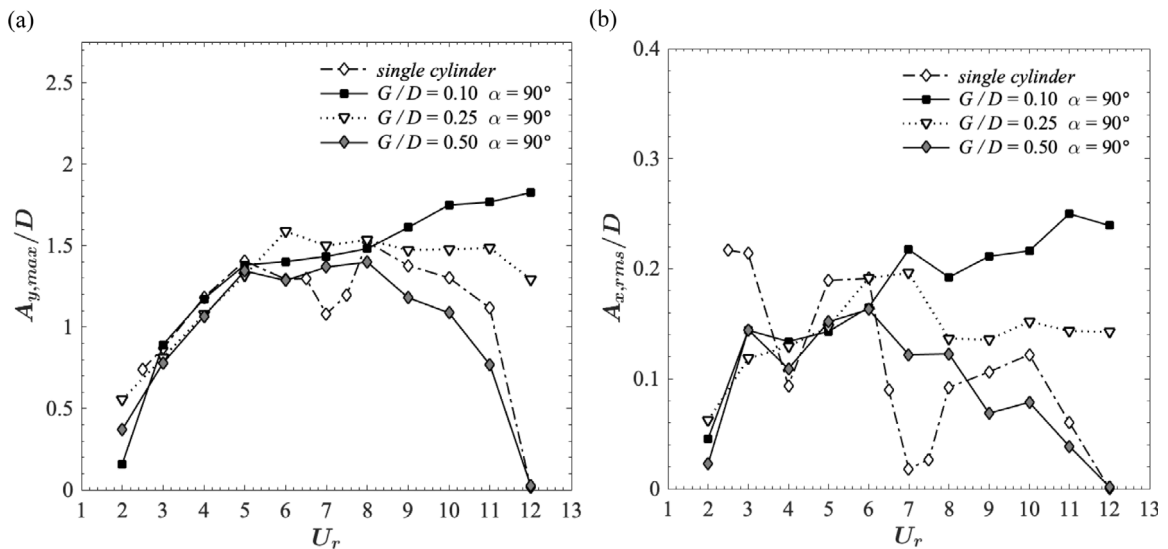 (a)
2.5
2
1.5
1
0.5
0
A_{y,max}/D
single cylinder
G/D = 0.10 α = 90°
G/D = 0.25 α = 90°
G/D = 0.50 α = 90°
1 2 3 4 5 6 7 8 9 10 11 12 13
U_r
(b)
0.4
0.3
0.2
0.1
0
A_{x,rms}/D
single cylinder
G/D = 0.10 α = 90°
G/D = 0.25 α = 90°
G/D = 0.50 α = 90°
1 2 3 4 5 6 7 8 9 10 11 12 13
U_r